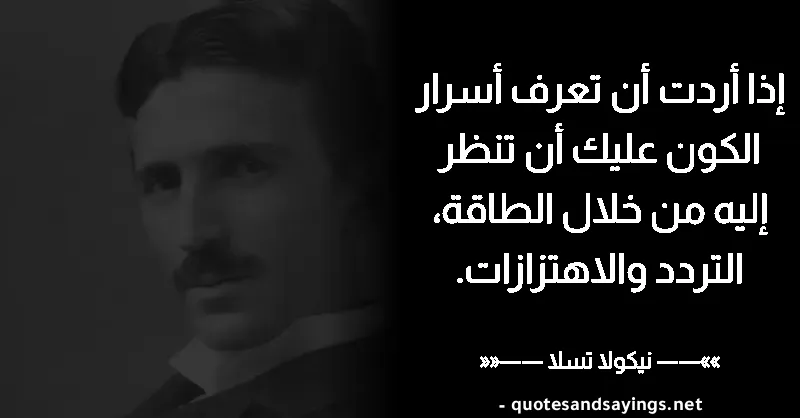 إذا أردت أن تعرف أسرار
الكون عليك أن تنظر
إليه من خلال الطاقة،
التردد والاهتزازات.
»»—— نيكولا تسلا ——««
- quotesandsayings.net